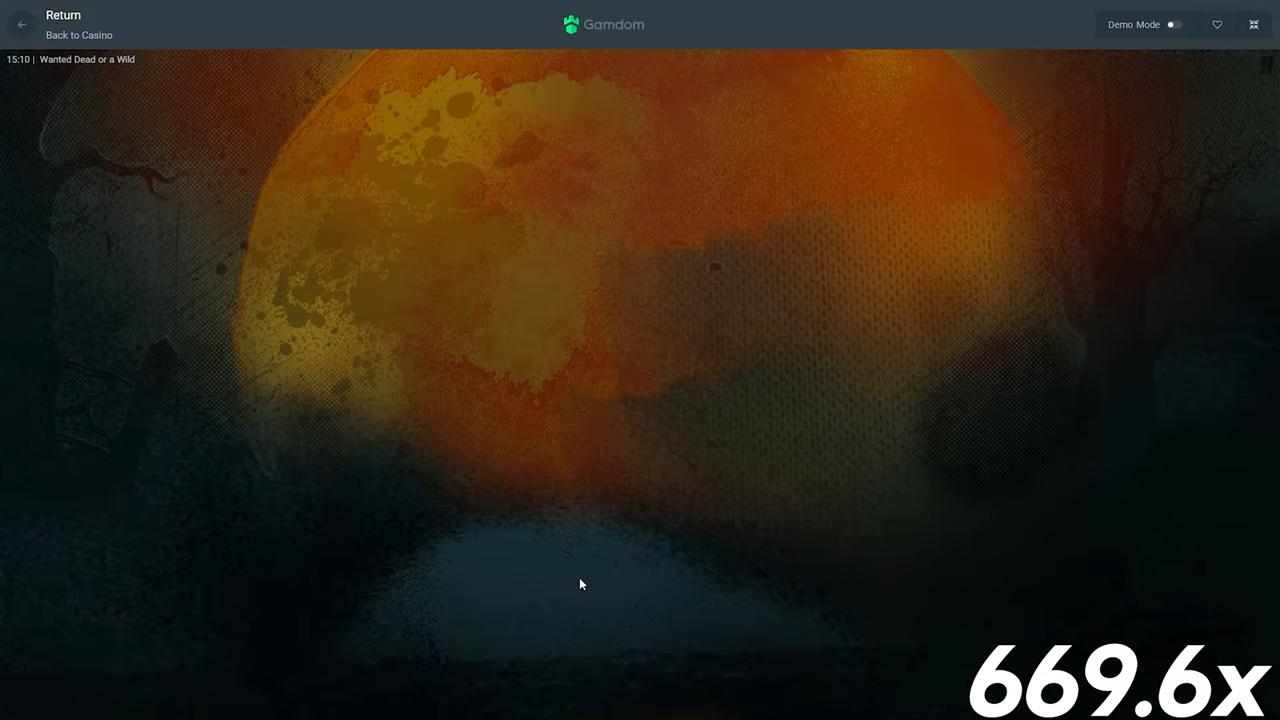 Return
Back to Casino
Gamdom
Demo Mode
15:10 | Wanted Dead or a Wild
669.6x